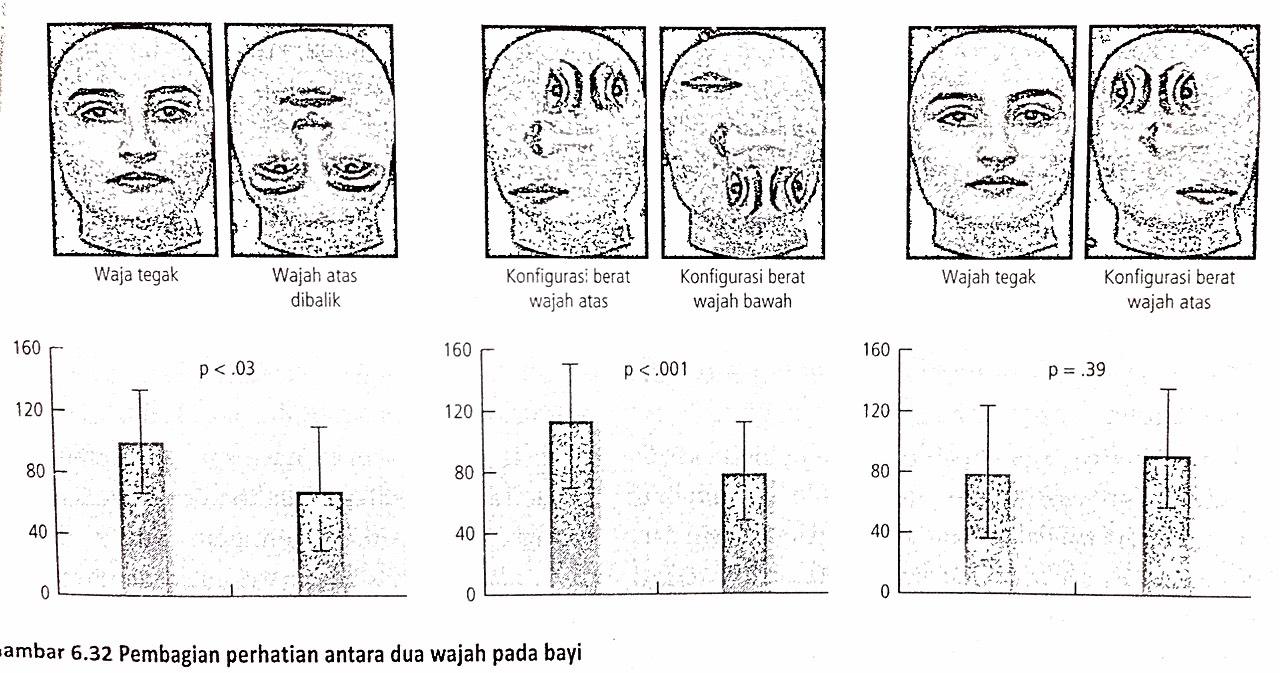 Waja tegak
Wajah atas
dibalik
Konfigurasi berat
wajah atas
Konfigurasi berat
wajah bawah
Wajah tegak
Konfigurasi berat
wajah atas
160
120
80
40
0
p < .03
160
120
80
40
0
p < .001
160
120
80
40
0
p = .39
ambar 6.32 Pembagian perhatian antara dua wajah pada bayi